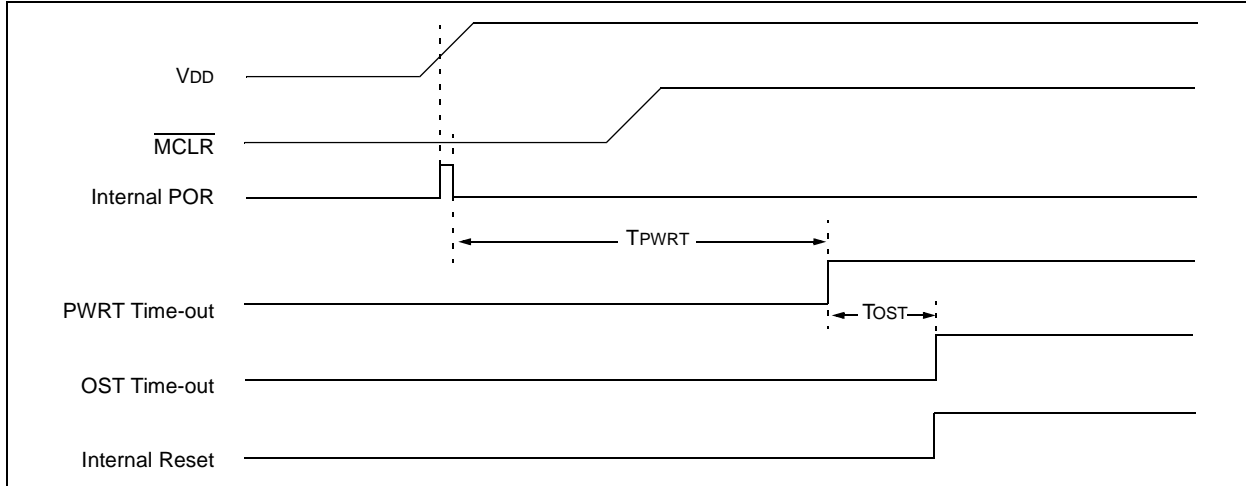 VDD
MCLR
Internal POR
TPWRT
PWRT Time-out
TOST
OST Time-out
Internal Reset